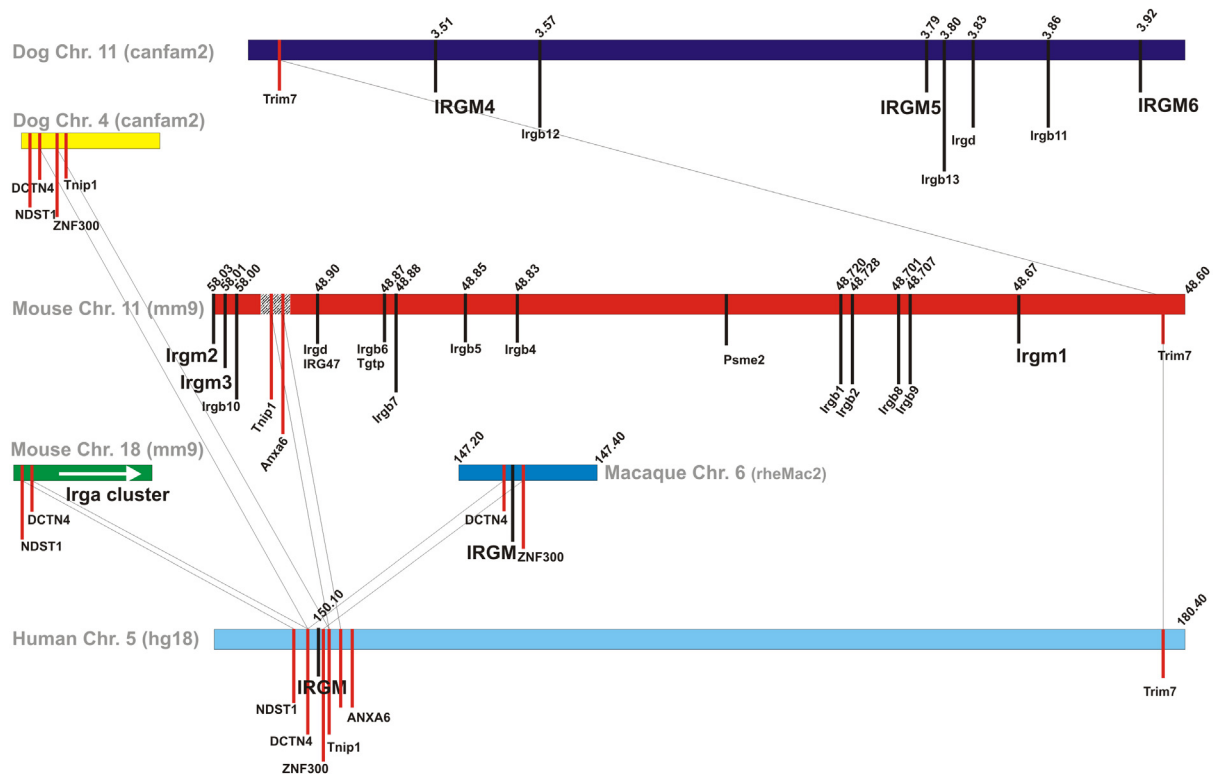 3.51
3.57
3.79
3.80
3.83
3.86
3.92
Dog Chr. 11 (canfam2)
Trim7
IRGM4
Irgb12
IRGM5
Irgb13
Irgd
Irgb11
IRGM6
Dog Chr. 4 (canfam2)
DCTN4
Tnip1
NDST1
ZNF300
58.03
58.01
58.00
48.90
48.87
48.88
48.85
48.83
48.720
48.728
48.701
48.707
48.67
48.60
Mouse Chr. 11 (mm9)
Irgm2
Irgm3
Irgb10
Tnip1
Anxa6
Irgd
IRG47
Irgb6
Tgtp
Irgb7
Irgb5
Irgb4
Psme2
Irgb1
Irgb2
Irgb8
Irgb9
Irgm1
Trim7
Mouse Chr. 18 (mm9)
Irga cluster
DCTN4
NDST1
147.20
147.40
Macaque Chr. 6 (rheMac2)
DCTN4
IRGM
ZNF300
150.10
180.40
Human Chr. 5 (hg18)
IRGM
NDST1
ANXA6
DCTN4
Tnip1
ZNF300
Trim7